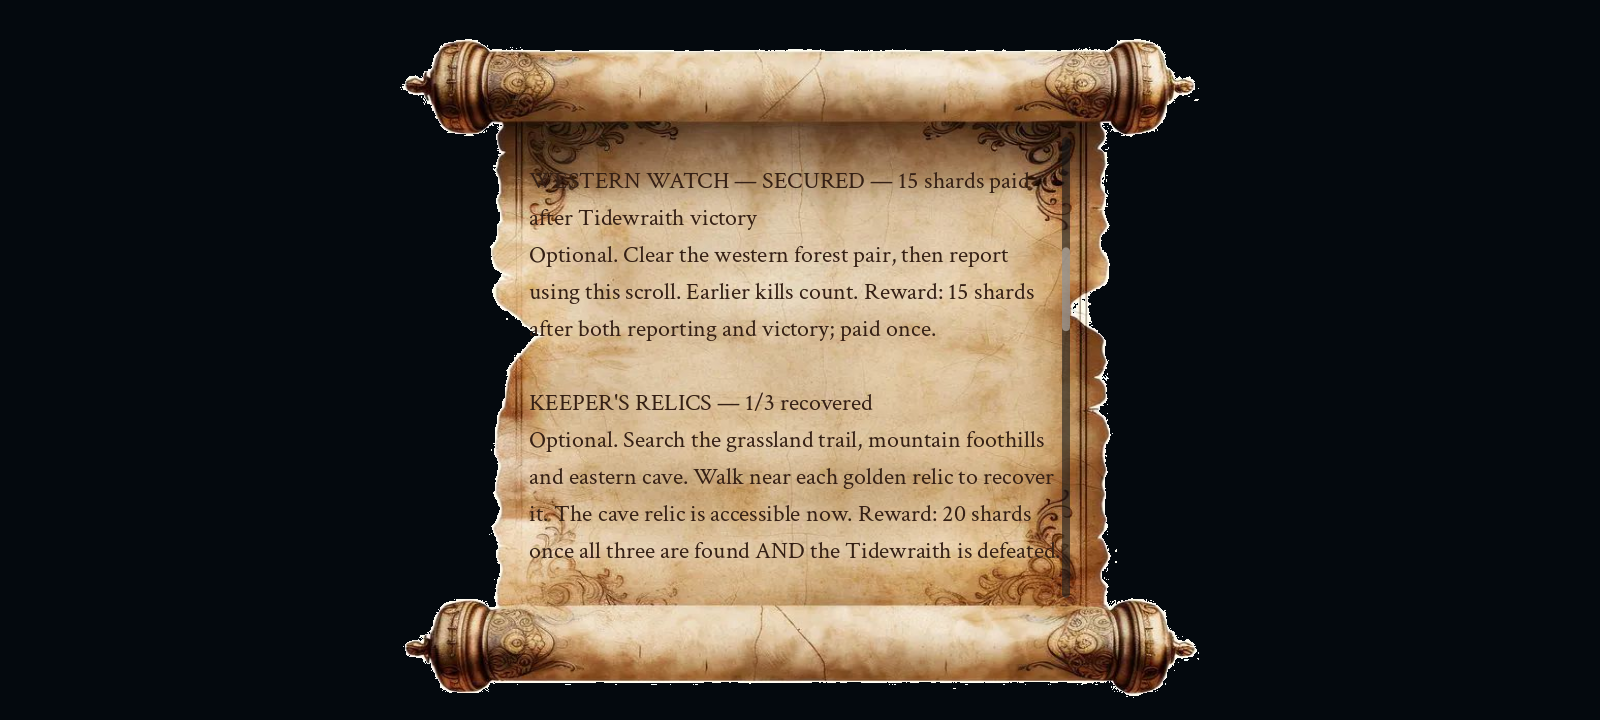 WESTERN WATCH — SECURED — 15 shards paid
after Tidewraith victory
Optional. Clear the western forest pair, then report
using this scroll. Earlier kills count. Reward: 15 shards
after both reporting and victory; paid once.
KEEPER'S RELICS — 1/3 recovered
Optional. Search the grassland trail, mountain foothills
and eastern cave. Walk near each golden relic to recover
it. The cave relic is accessible now. Reward: 20 shards
once all three are found AND the Tidewraith is defeated.